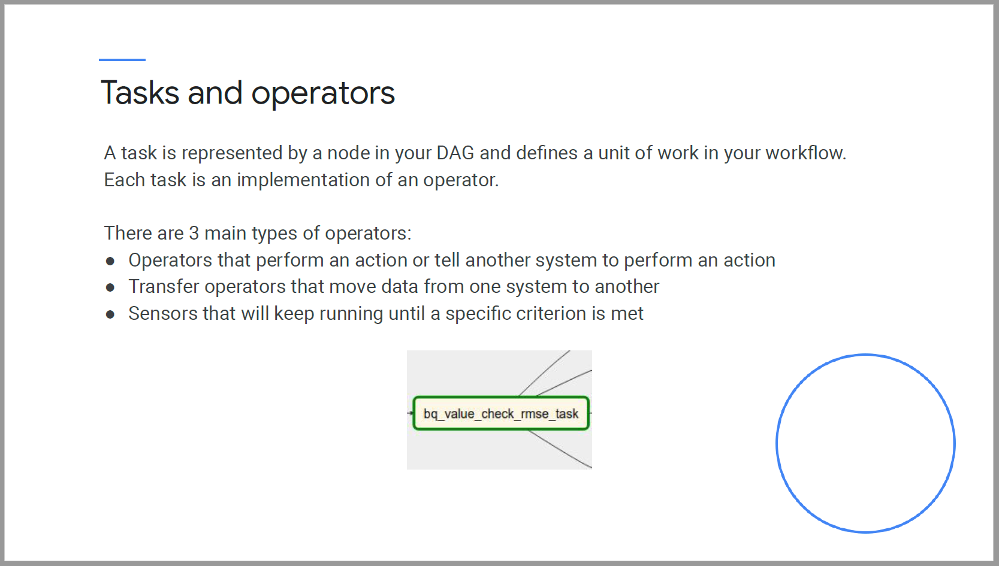 Tasks and operators
A task is represented by a node in your DAG and defines a unit of work in your workflow.
Each task is an implementation of an operator.
There are 3 main types of operators:
● Operators that perform an action or tell another system to perform an action
● Transfer operators that move data from one system to another
● Sensors that will keep running until a specific criterion is met
bq_value_check_rmse_task